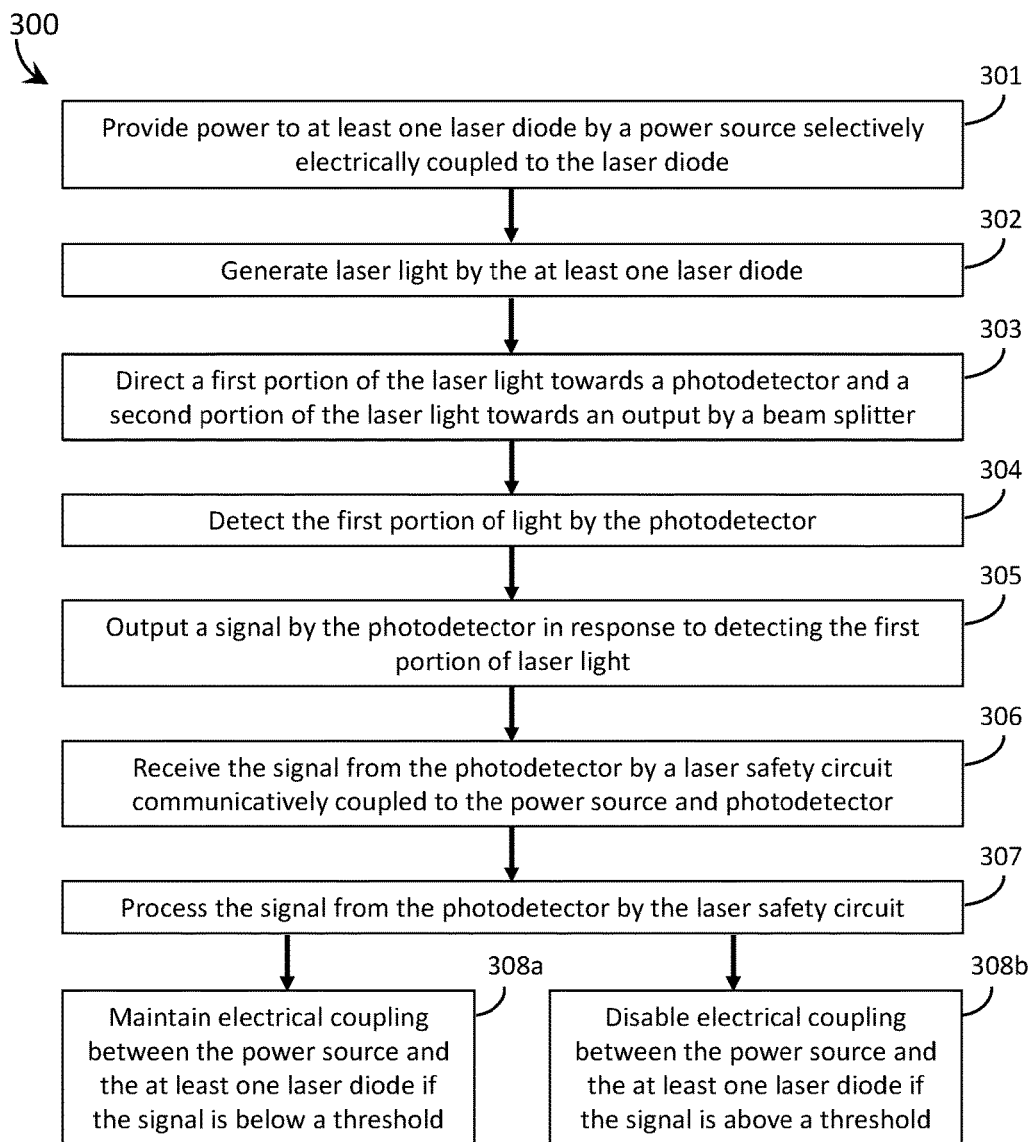 300
301
Provide power to at least one laser diode by a power source selectively
electrically coupled to the laser diode
302
Generate laser light by the at least one laser diode
303
Direct a first portion of the laser light towards a photodetector and a
second portion of the laser light towards an output by a beam splitter
304
Detect the first portion of light by the photodetector
305
Output a signal by the photodetector in response to detecting the first
portion of laser light
306
Receive the signal from the photodetector by a laser safety circuit
communicatively coupled to the power source and photodetector
307
Process the signal from the photodetector by the laser safety circuit
308a
Maintain electrical coupling
between the power source and
the at least one laser diode if
the signal is below a threshold
308b
Disable electrical coupling
between the power source and
the at least one laser diode if
the signal is above a threshold